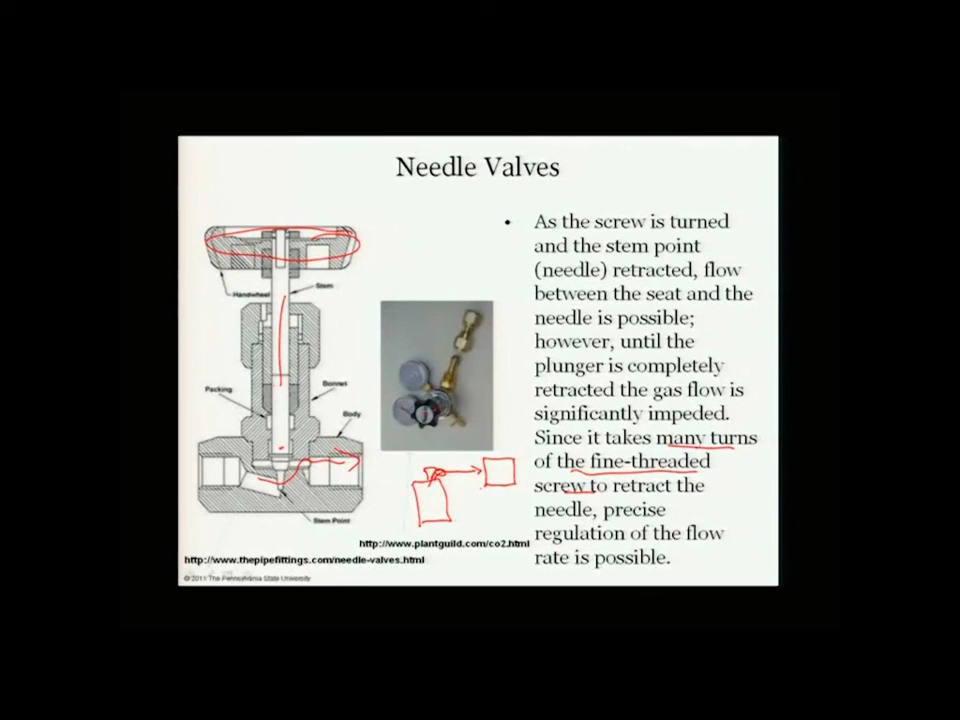 Needle Valves
• As the screw is turned
and the stem point
(needle) retracted, flow
between the seat and the
needle is possible;
however, until the
plunger is completely
retracted the gas flow is
significantly impeded.
Since it takes many turns
of the fine-threaded
screw to retract the
needle, precise
regulation of the flow
rate is possible.
Handwheel
Stem
Packing
Bonnet
Body
Stem Point
http://www.plantguild.com/co2.html
http://www.thepipefittings.com/needle-valves.html
© 2011 The Pennsylvania State University